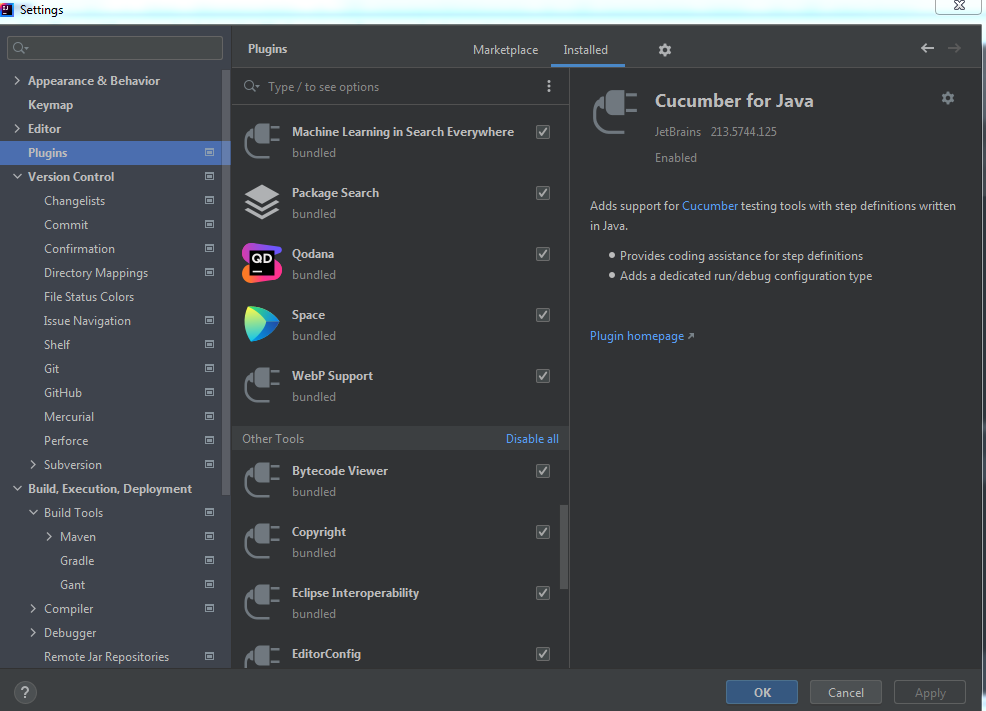 Settings
Appearance & Behavior
Keymap
Editor
Plugins
Version Control
Changelists
Commit
Confirmation
Directory Mappings
File Status Colors
Issue Navigation
Shelf
Git
GitHub
Mercurial
Perforce
Subversion
Build, Execution, Deployment
Build Tools
Maven
Gradle
Gant
Compiler
Debugger
Remote Jar Repositories
Plugins
Marketplace
Installed
Type / to see options
Machine Learning in Search Everywhere
bundled
Package Search
bundled
QD
Qodana
bundled
Space
bundled
WebP Support
bundled
Other Tools
Disable all
Bytecode Viewer
bundled
Copyright
bundled
Eclipse Interoperability
bundled
EditorConfig
Cucumber for Java
JetBrains 213.5744.125
Enabled
Adds support for Cucumber testing tools with step definitions written
in Java.
Provides coding assistance for step definitions
Adds a dedicated run/debug configuration type
Plugin homepage
?
OK
Cancel
Apply